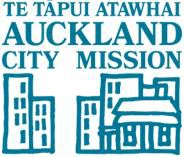 TE TĀPUI ATAWHAI
AUCKLAND
CITY MISSION